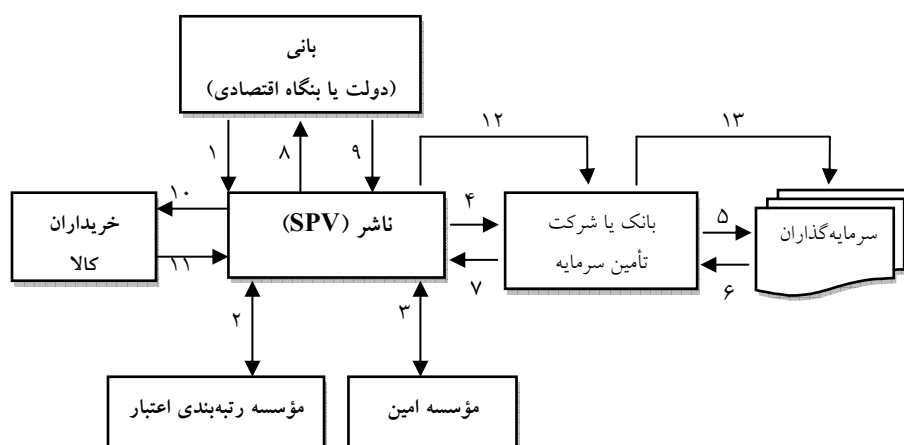 بانی
(دولت یا بنگاه اقتصادی)
۱۲
۱۳
۱
۸
۹
۱۰
خریداران
کالا
۱۱
ناشر (SPV)
۴
۷
بانک یا شرکت
تأمین سرمایه
۵
۶
سرمایه‌گذاران
۲
۳
مؤسسه رتبه‌بندی اعتبار
مؤسسه امین